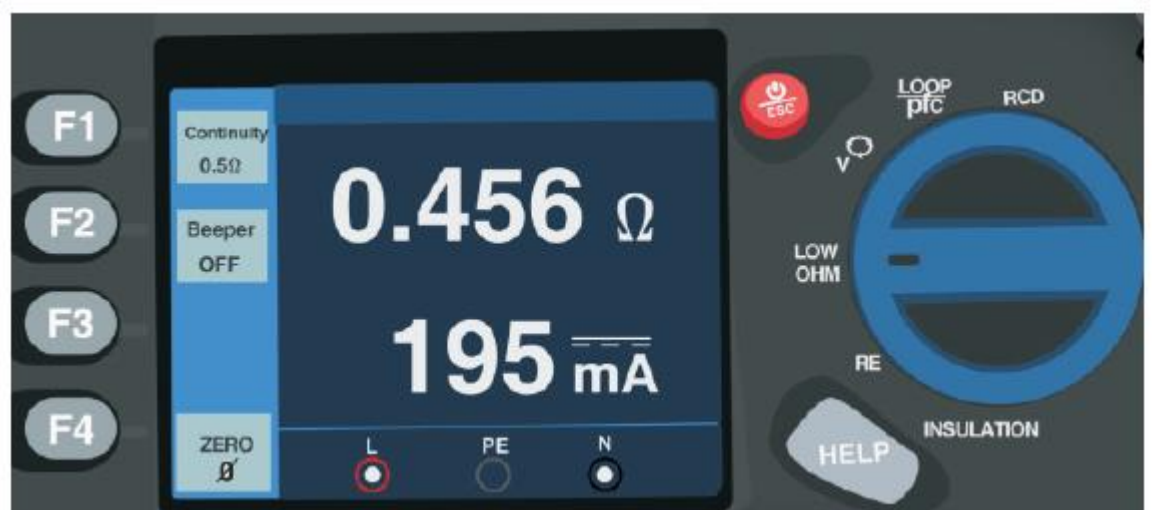 F1
F2
F3
F4
Continuity
0.5Ω
Beeper
OFF
ZERO
Ø
0.456 Ω
195 mA
L PE N
ESC
LOOP
pfc
RCD
V
LOW
OHM
RE
INSULATION
HELP